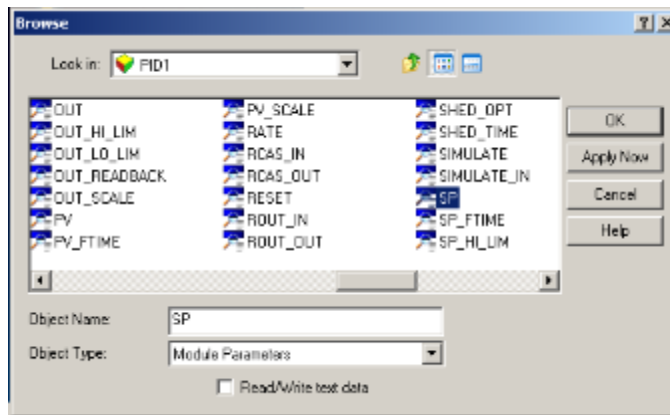 Browse
Look in: PID1
OUT PV_SCALE SHED_OPT
OUT_HI_LIM RATE SHED_TIME
OUT_LO_LIM RCAS_IN SIMULATE
OUT_READBACK RCAS_OUT SIMULATE_IN
OUT_SCALE RESET SP
PV ROUT_IN SP_FTIME
PV_FTIME ROUT_OUT SP_HI_LIM
OK
Apply Now
Cancel
Help
Object Name: SP
Object Type: Module Parameters
Read/Write text data